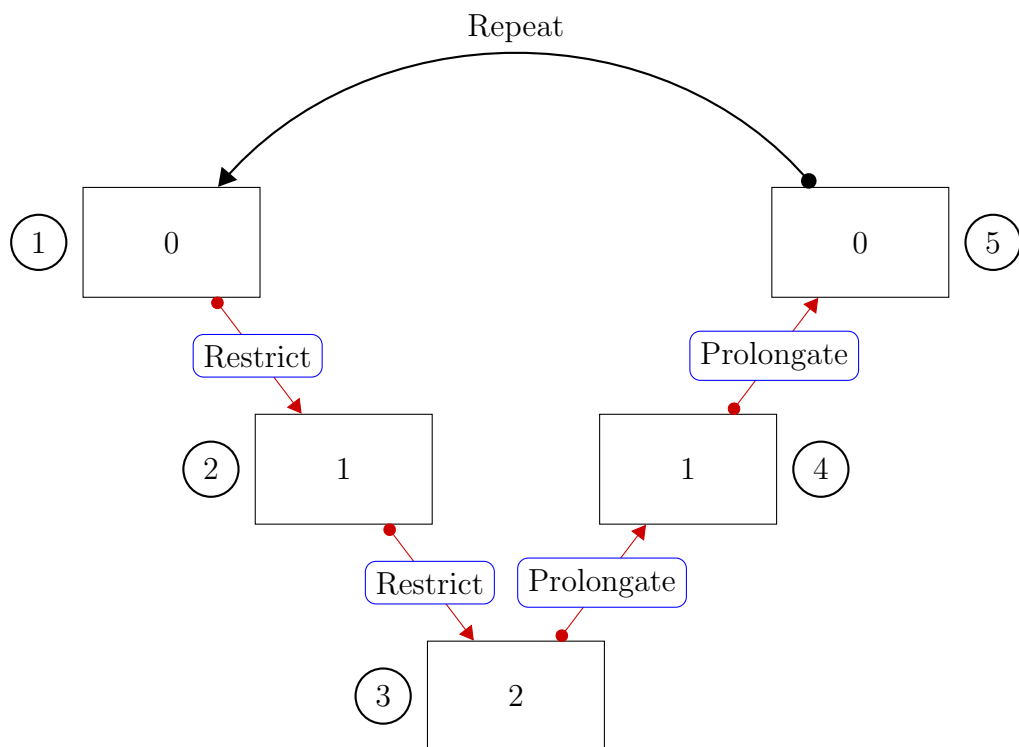 Repeat
1 0 0 5
Restrict Prolongate
2 1 1 4
Restrict Prolongate
3 2